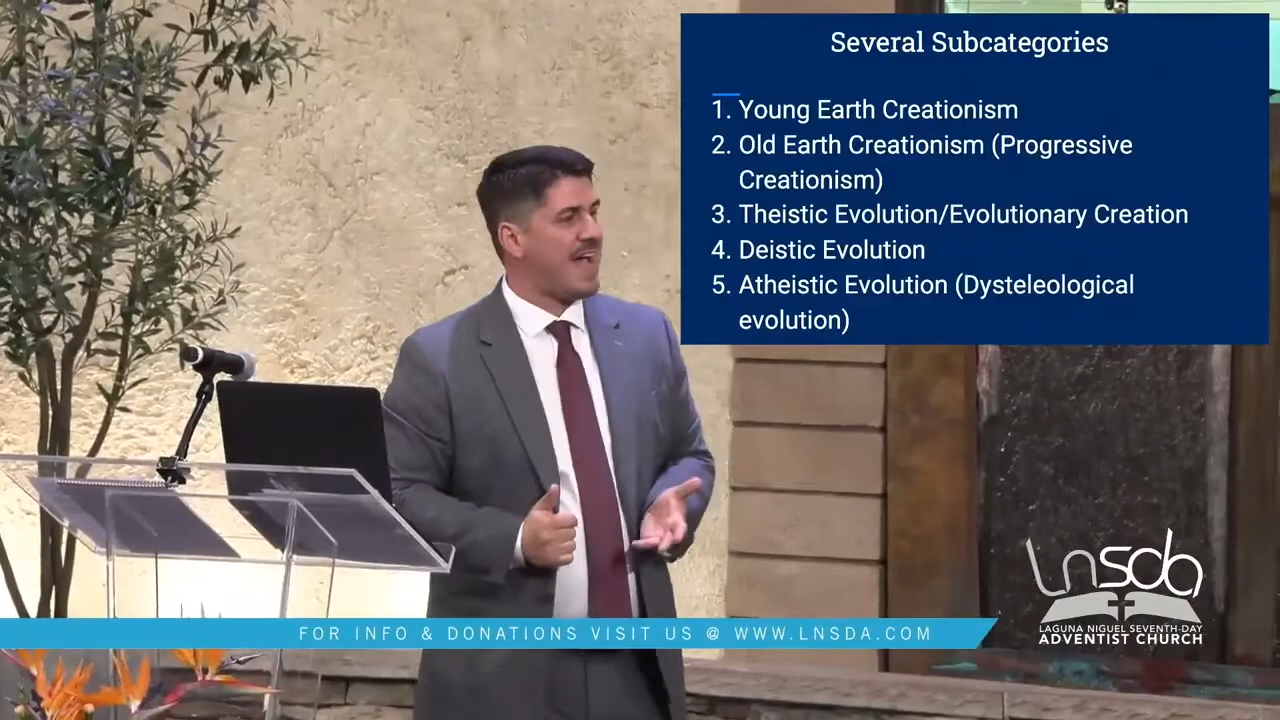 Several Subcategories
1. Young Earth Creationism
2. Old Earth Creationism (Progressive
Creationism)
3. Theistic Evolution/Evolutionary Creation
4. Deistic Evolution
5. Atheistic Evolution (Dysteleological
evolution)
lnsda
LAGUNA NIGUEL SEVENTH-DAY
ADVENTIST CHURCH
FOR INFO & DONATIONS VISIT US @ WWW.LNSDA.COM